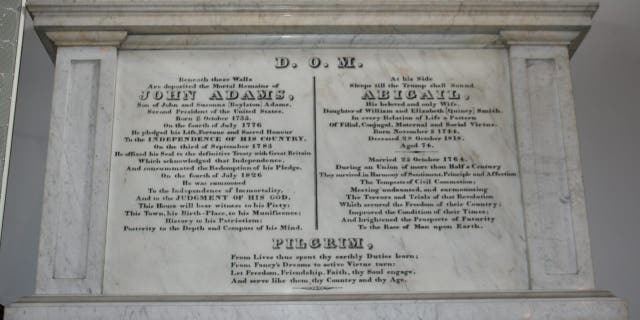 D. O. M.
Beneath these Walls
Are deposited the Mortal Remains of
JOHN ADAMS,
Son of John and Susanna (Boylston) Adams,
Second President of the United States.
Born 19/30 October 1735.
On the fourth of July 1776
He pledged his Life, Fortune and Sacred Honour
To the INDEPENDENCE OF HIS COUNTRY.
On the third of September 1783
He affixed his Seal to the definitive Treaty with Great Britain
Which acknowledged that Independence,
And consummated the Redemption of his Pledge.
On the fourth of July 1826
He was summoned
To the Independence of Immortality,
And to the JUDGMENT OF HIS GOD.
This House will bear witness to his Piety;
This Town, his Birth-Place, to his Munificence;
History to his Patriotism;
Posterity to the Depth and Compass of his Mind.
At his Side
Sleeps till the Trump shall Sound
ABIGAIL,
His beloved and only Wife,
Daughter of William and Elizabeth (Quincy) Smith.
In every Relation of Life a Pattern
Of Filial, Conjugal, Maternal and Social Virtue.
Born November 1744,
Deceased 28 October 1818,
Aged 74.
Married 25 October 1764.
During an Union of more than Half a Century
They survived in Harmony of Sentiment, Principle and Affection
The Tempests of Civil Commotion;
Meeting undaunted, and surmounting
The Terrors and Trials of that Revolution
Which secured the Freedom of their Country;
Improved the Condition of their Times;
And brightened the Prospects of Futurity
To the Race of Man upon Earth.
PILGRIM,
From Lives thus spent thy earthly Duties learn;
From Fancy's Dreams to active Virtue turn:
Let Freedom, Friendship, Faith, thy Soul engage,
And serve like them, thy Country and thy Age.